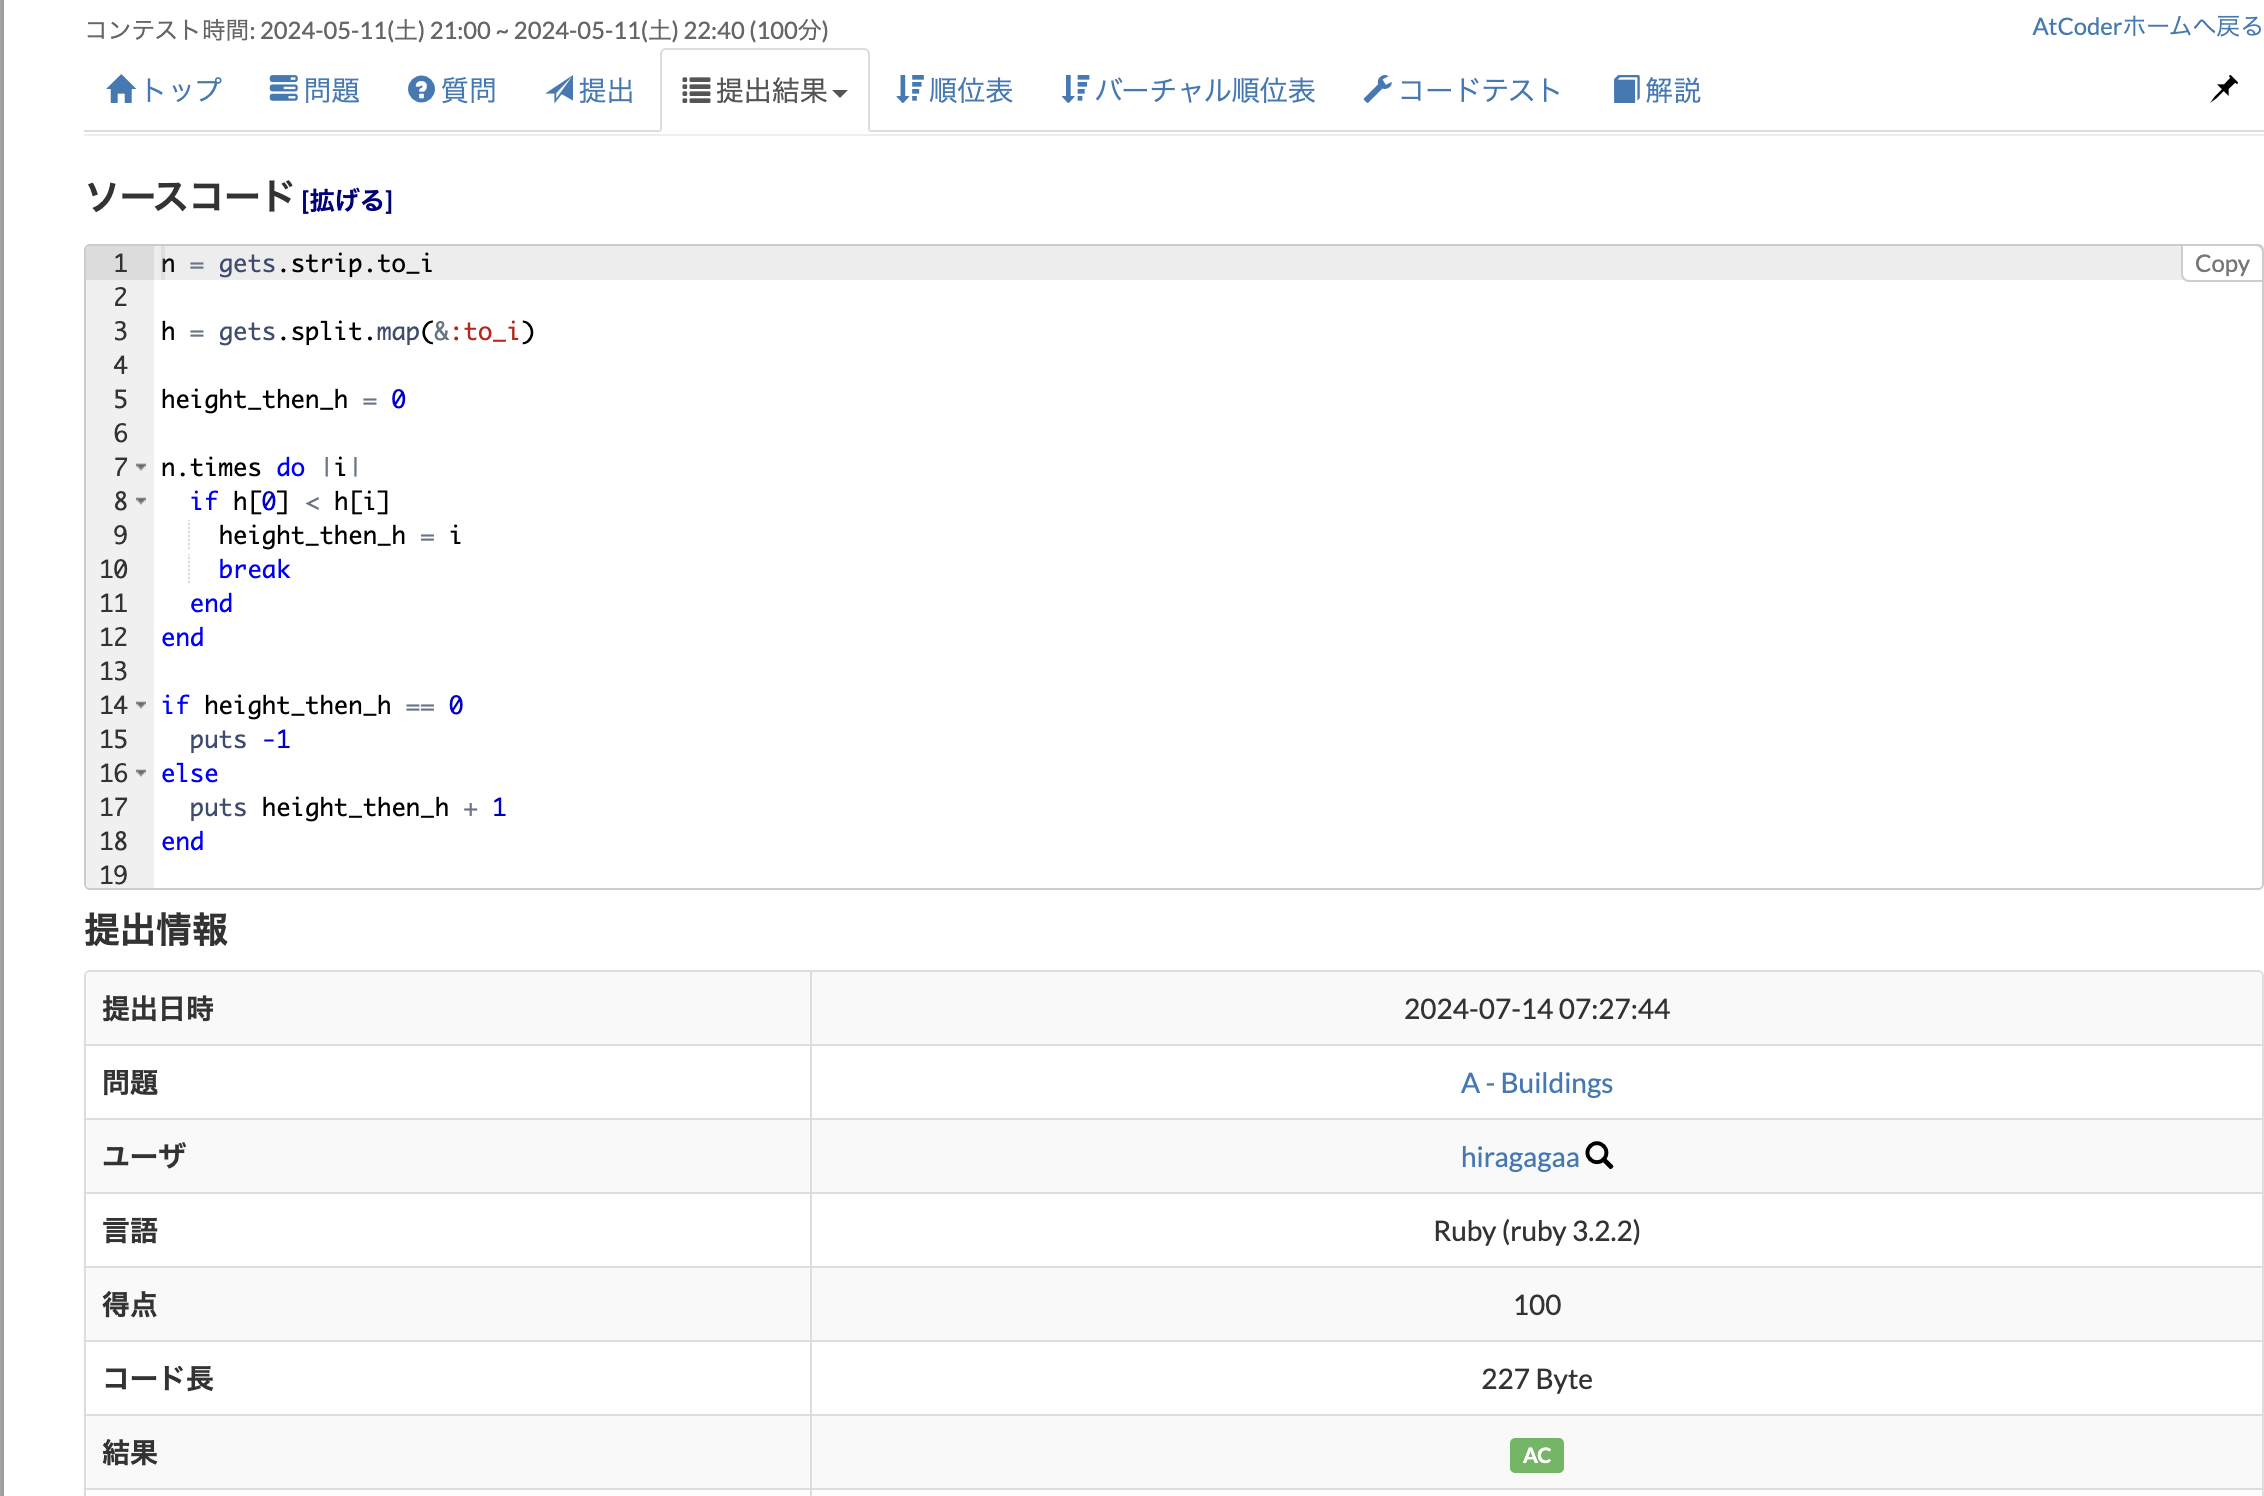 コンテスト時間: 2024-05-11(土) 21:00 ~ 2024-05-11(土) 22:40 (100分)
AtCoderホームへ戻る
トップ 問題 質問 提出 提出結果 順位表 バーチャル順位表 コードテスト 解説
ソースコード [拡げる]
Copy
1 n = gets.strip.to_i
2
3 h = gets.split.map(&:to_i)
4
5 height_then_h = 0
6
7 n.times do |i|
8   if h[0] < h[i]
9     height_then_h = i
10     break
11   end
12 end
13
14 if height_then_h == 0
15   puts -1
16 else
17   puts height_then_h + 1
18 end
19
提出情報
提出日時 2024-07-14 07:27:44
問題 A - Buildings
ユーザ hiragagaa
言語 Ruby (ruby 3.2.2)
得点 100
コード長 227 Byte
結果 AC